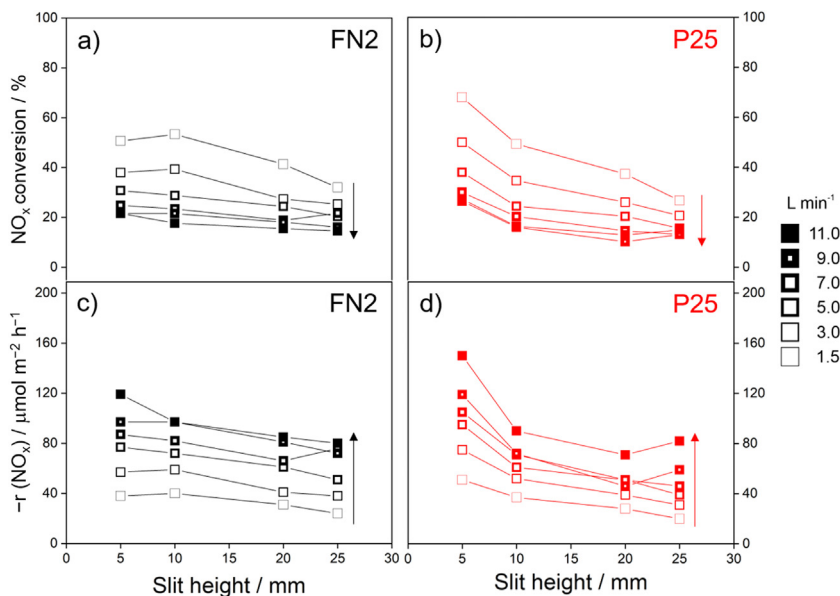 a) FN2
b) P25
100
80
60
40
20
0
NOx conversion / %
100
80
60
40
20
0
L min⁻¹
11.0
9.0
7.0
5.0
3.0
1.5
c) FN2
d) P25
200
160
120
80
40
0
−r (NOx) / μmol m⁻² h⁻¹
200
160
120
80
40
0
0 5 10 15 20 25 30
0 5 10 15 20 25 30
Slit height / mm
Slit height / mm